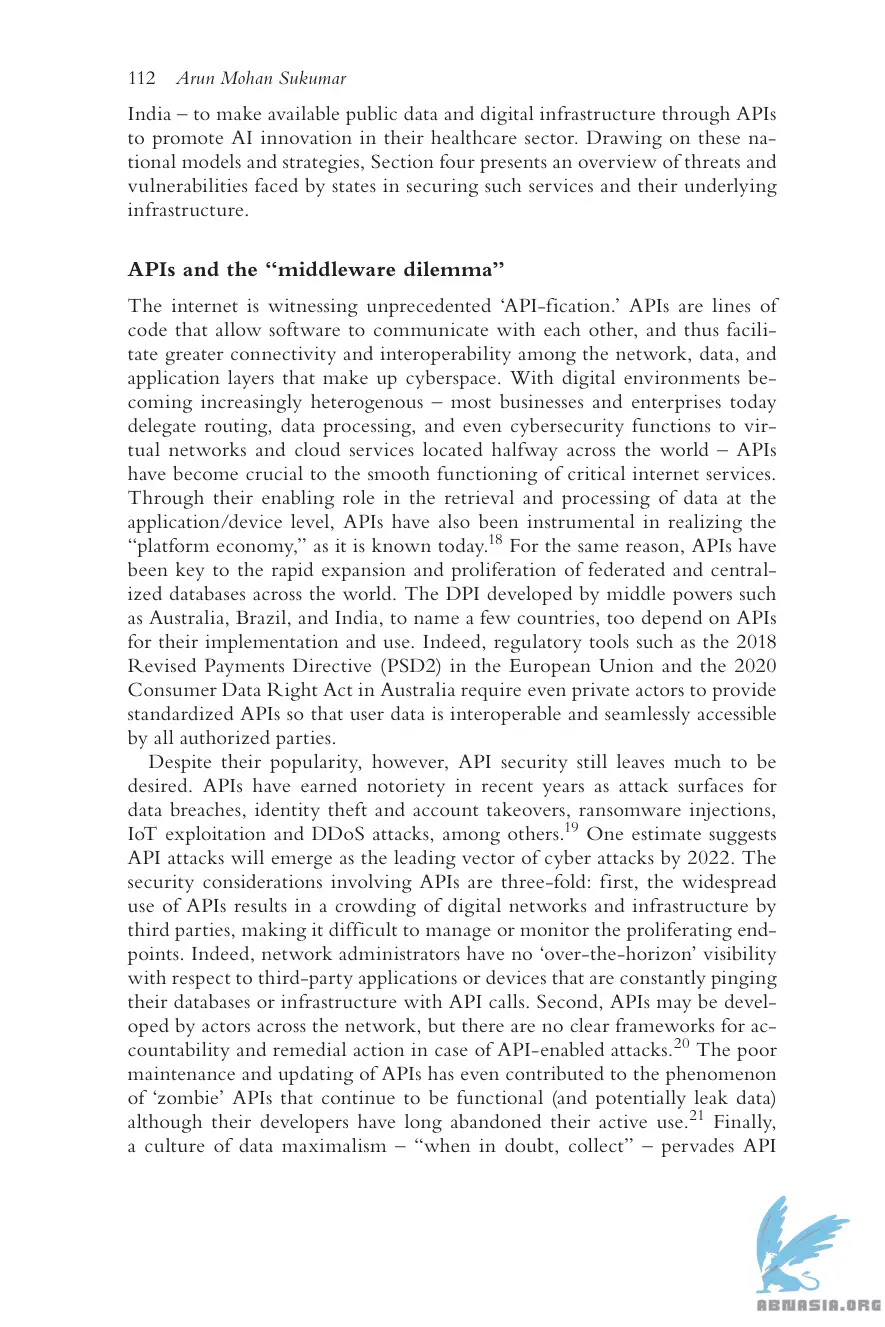 112 Arun Mohan Sukumar
India – to make available public data and digital infrastructure through APIs
to promote AI innovation in their healthcare sector. Drawing on these na-
tional models and strategies, Section four presents an overview of threats and
vulnerabilities faced by states in securing such services and their underlying
infrastructure.
APIs and the “middleware dilemma”
The internet is witnessing unprecedented ‘API-fication.’ APIs are lines of
code that allow software to communicate with each other, and thus facili-
tate greater connectivity and interoperability among the network, data, and
application layers that make up cyberspace. With digital environments be-
coming increasingly heterogenous – most businesses and enterprises today
delegate routing, data processing, and even cybersecurity functions to vir-
tual networks and cloud services located halfway across the world – APIs
have become crucial to the smooth functioning of critical internet services.
Through their enabling role in the retrieval and processing of data at the
application/device level, APIs have also been instrumental in realizing the
“platform economy,” as it is known today.18 For the same reason, APIs have
been key to the rapid expansion and proliferation of federated and central-
ized databases across the world. The DPI developed by middle powers such
as Australia, Brazil, and India, to name a few countries, too depend on APIs
for their implementation and use. Indeed, regulatory tools such as the 2018
Revised Payments Directive (PSD2) in the European Union and the 2020
Consumer Data Right Act in Australia require even private actors to provide
standardized APIs so that user data is interoperable and seamlessly accessible
by all authorized parties.
Despite their popularity, however, API security still leaves much to be
desired. APIs have earned notoriety in recent years as attack surfaces for
data breaches, identity theft and account takeovers, ransomware injections,
IoT exploitation and DDoS attacks, among others.19 One estimate suggests
API attacks will emerge as the leading vector of cyber attacks by 2022. The
security considerations involving APIs are three-fold: first, the widespread
use of APIs results in a crowding of digital networks and infrastructure by
third parties, making it difficult to manage or monitor the proliferating end-
points. Indeed, network administrators have no ‘over-the-horizon’ visibility
with respect to third-party applications or devices that are constantly pinging
their databases or infrastructure with API calls. Second, APIs may be devel-
oped by actors across the network, but there are no clear frameworks for ac-
countability and remedial action in case of API-enabled attacks.20 The poor
maintenance and updating of APIs has even contributed to the phenomenon
of ‘zombie’ APIs that continue to be functional (and potentially leak data)
although their developers have long abandoned their active use.21 Finally,
a culture of data maximalism – “when in doubt, collect” – pervades API
ABNASIA.ORG